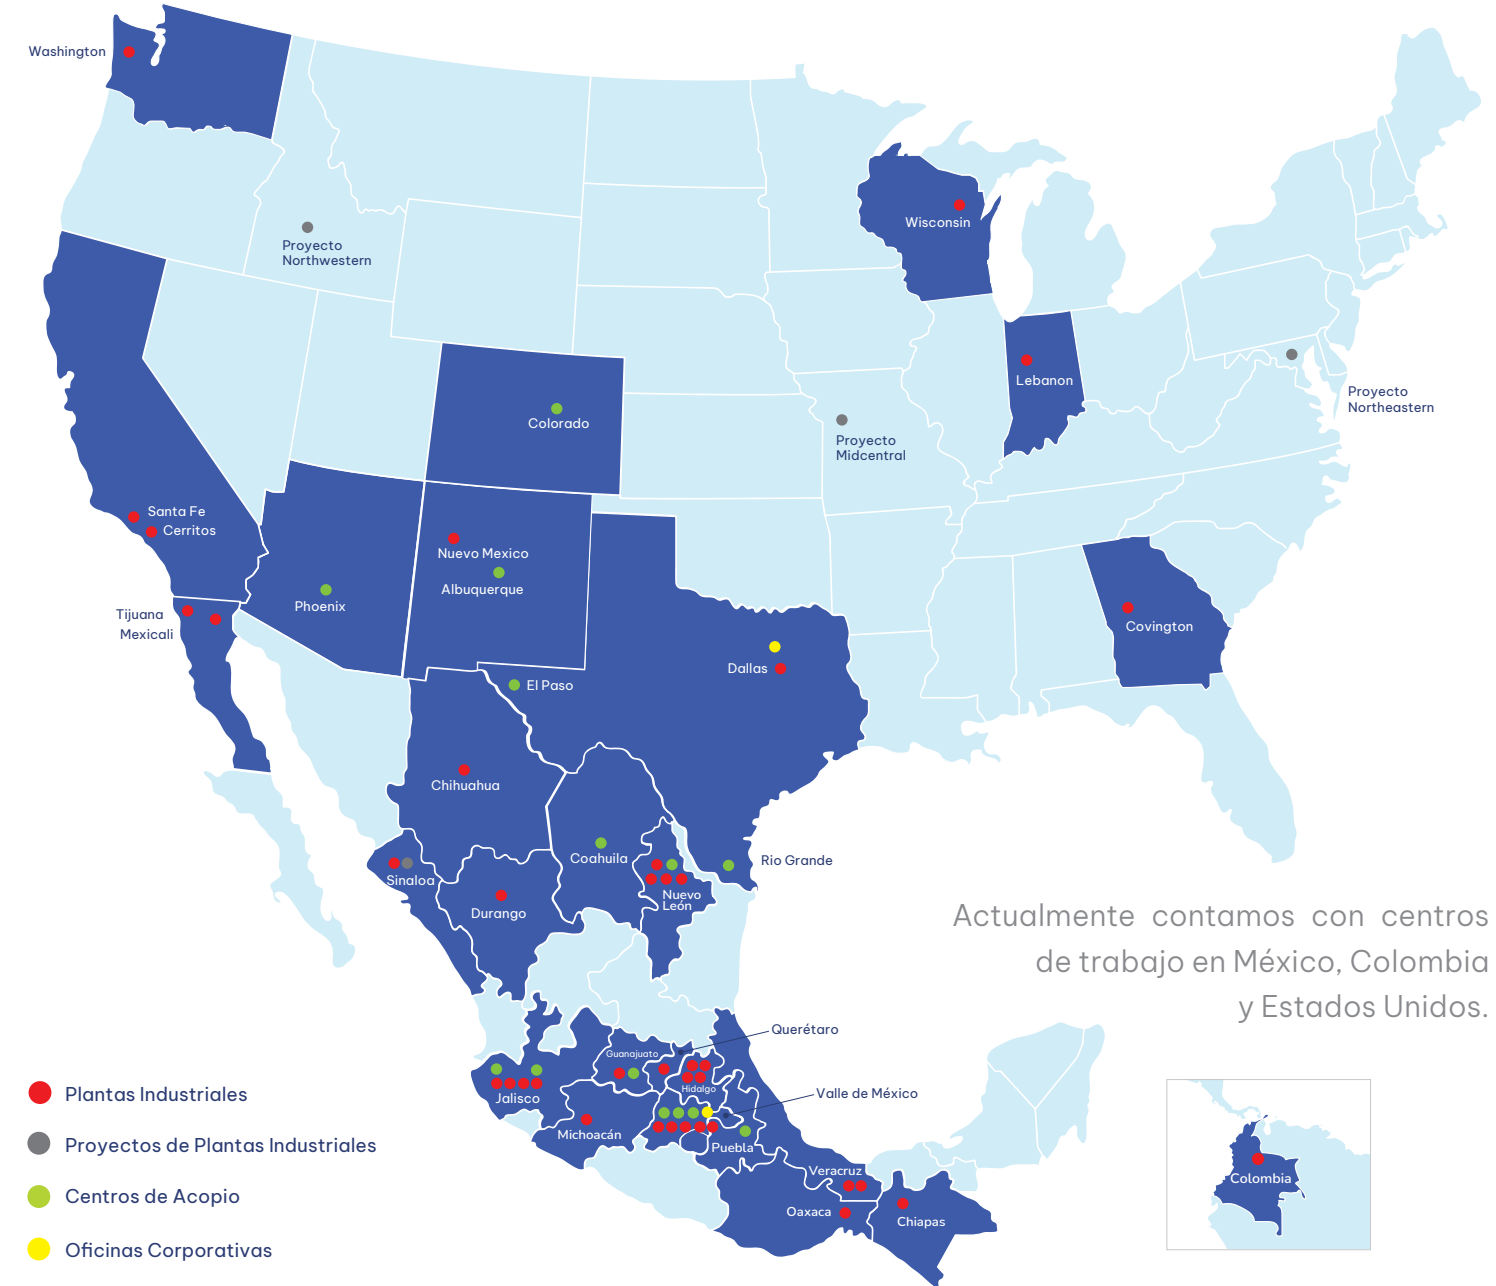 Washington
Wisconsin
Proyecto
Northwestern
Lebanon
Proyecto
Northeastern
Colorado
Proyecto
Midcentral
Santa Fe
Cerritos
Nuevo Mexico
Albuquerque
Phoenix
Tijuana
Mexicali
Covington
Dallas
El Paso
Chihuahua
Coahuila
Rio Grande
Sinaloa
Nuevo
León
Durango
Actualmente contamos con centros
de trabajo en México, Colombia
y Estados Unidos.
Querétaro
Guanajuato
Hidalgo
Valle de México
Jalisco
Michoacán
Puebla
Veracruz
Oaxaca
Chiapas
Colombia
Plantas Industriales
Proyectos de Plantas Industriales
Centros de Acopio
Oficinas Corporativas